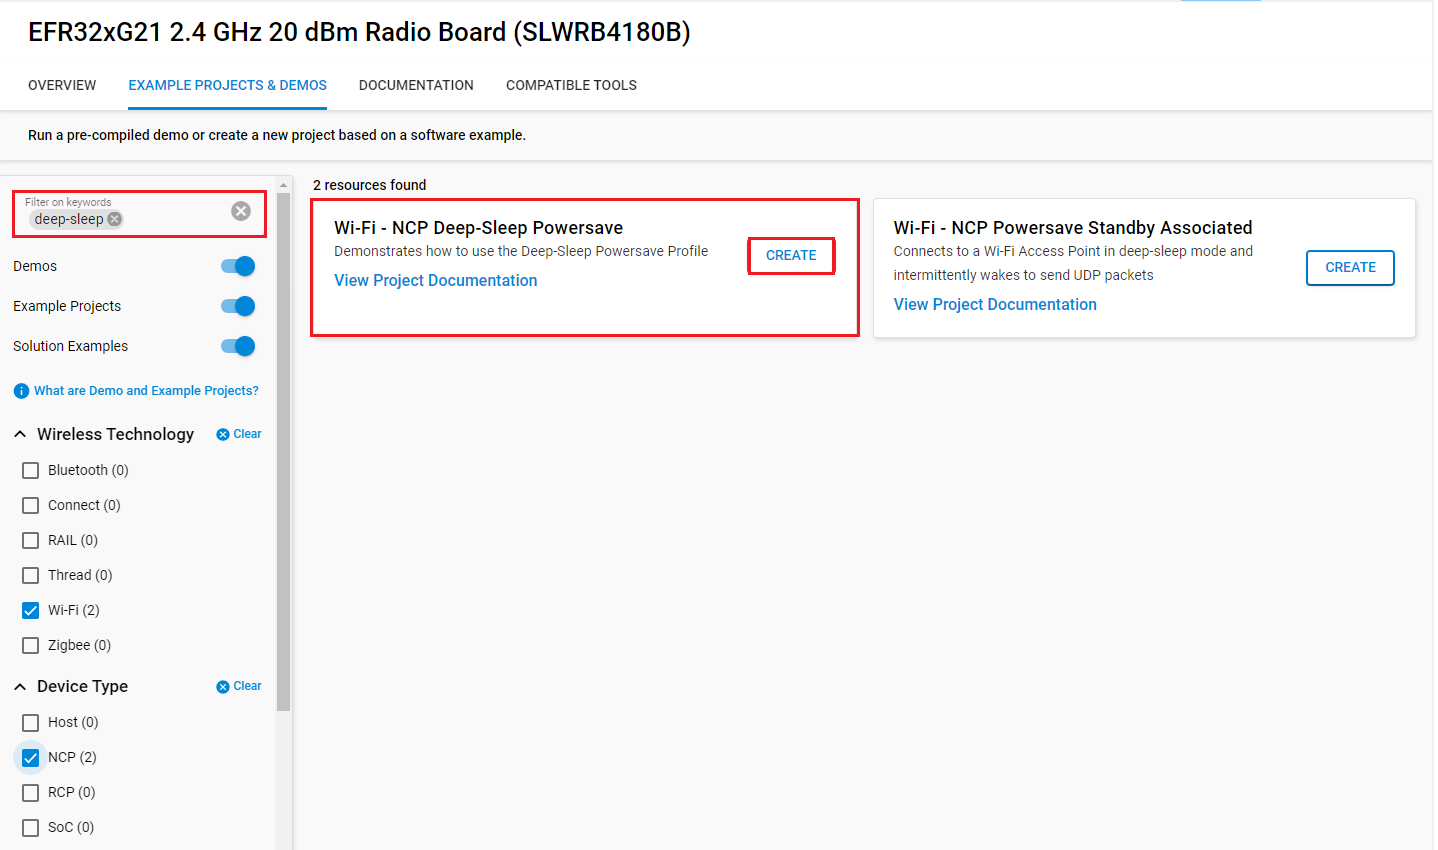 EFR32xG21 2.4 GHz 20 dBm Radio Board (SLWRB4180B)
OVERVIEW
EXAMPLE PROJECTS & DEMOS
DOCUMENTATION
COMPATIBLE TOOLS
Run a pre-compiled demo or create a new project based on a software example.
Filter on keywords
deep-sleep
Demos
Example Projects
Solution Examples
What are Demo and Example Projects?
Wireless Technology
Clear
Bluetooth (0)
Connect (0)
RAIL (0)
Thread (0)
Wi-Fi (2)
Zigbee (0)
Device Type
Clear
Host (0)
NCP (2)
RCP (0)
SoC (0)
2 resources found
Wi-Fi - NCP Deep-Sleep Powersave
Demonstrates how to use the Deep-Sleep Powersave Profile
View Project Documentation
CREATE
Wi-Fi - NCP Powersave Standby Associated
Connects to a Wi-Fi Access Point in deep-sleep mode and
intermittently wakes to send UDP packets
View Project Documentation
CREATE